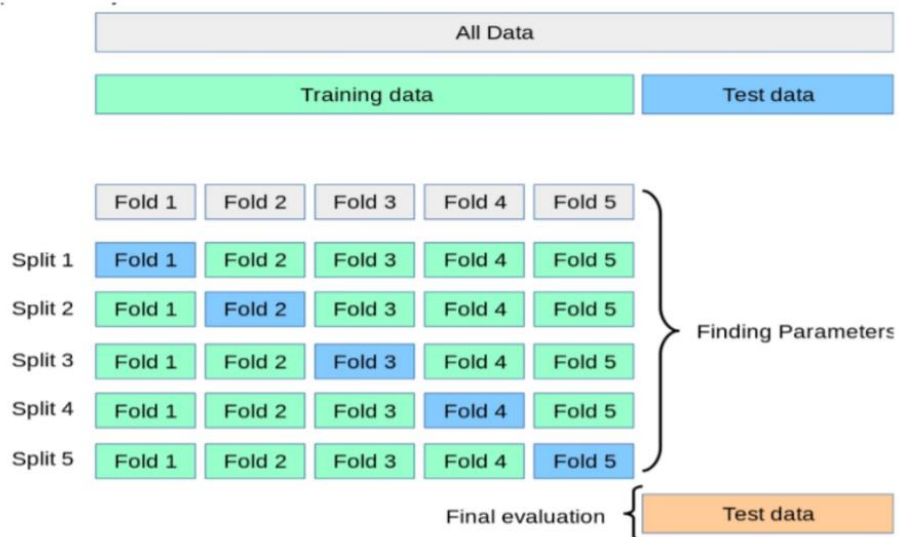 All Data
Training data Test data
Fold 1 Fold 2 Fold 3 Fold 4 Fold 5
Split 1 Fold 1 Fold 2 Fold 3 Fold 4 Fold 5
Split 2 Fold 1 Fold 2 Fold 3 Fold 4 Fold 5
Finding Parameters
Split 3 Fold 1 Fold 2 Fold 3 Fold 4 Fold 5
Split 4 Fold 1 Fold 2 Fold 3 Fold 4 Fold 5
Split 5 Fold 1 Fold 2 Fold 3 Fold 4 Fold 5
Final evaluation Test data